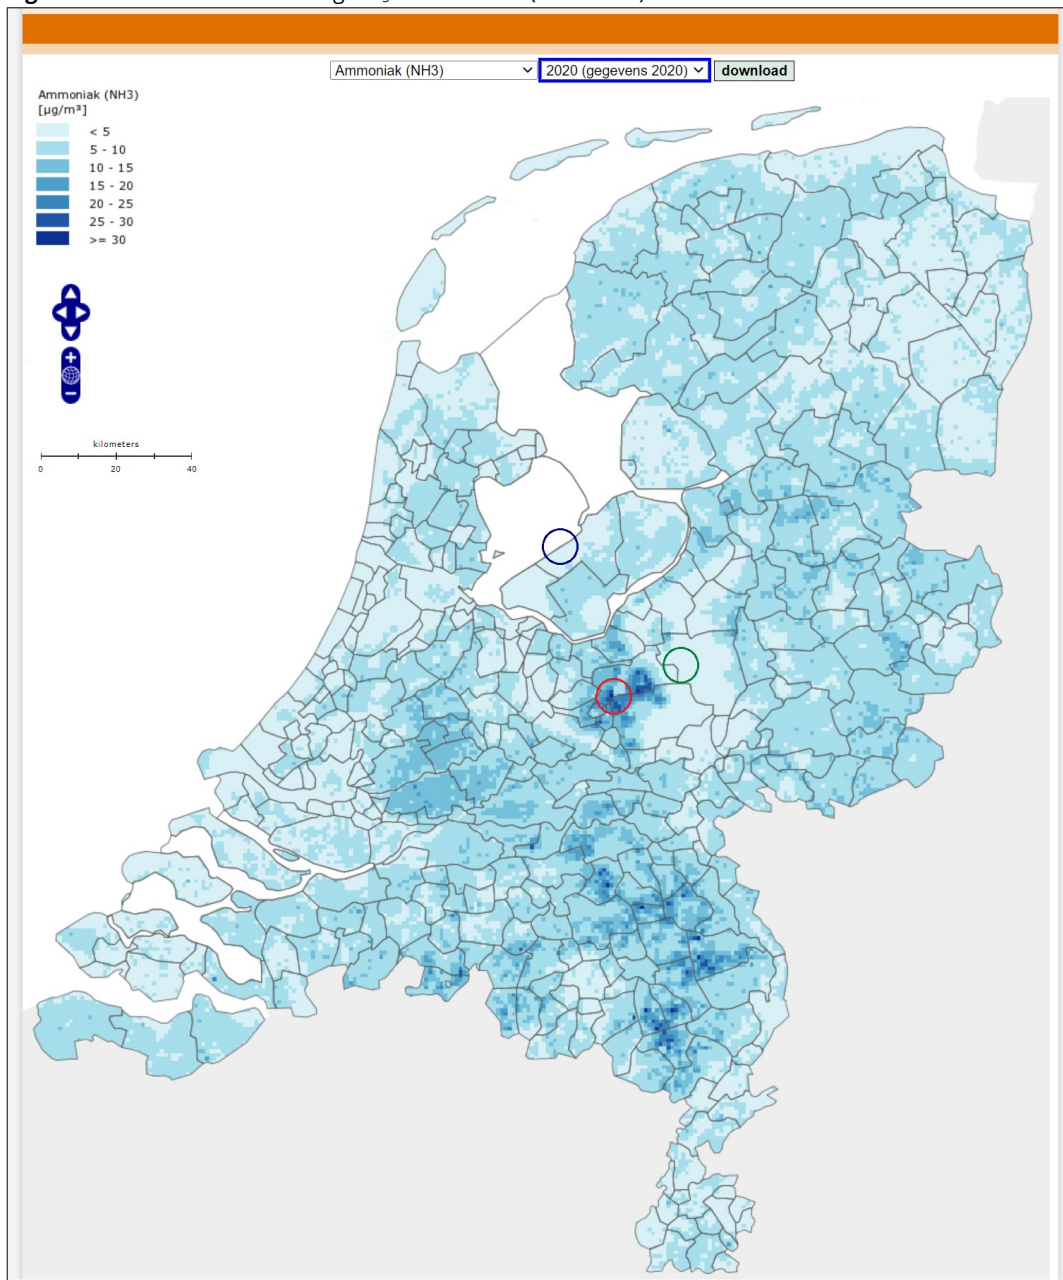 Ammoniak (NH3)
2020 (gegevens 2020)
download
Ammoniak (NH3)
[µg/m³]
< 5
5 - 10
10 - 15
15 - 20
20 - 25
25 - 30
>= 30
kilometers
0 20 40